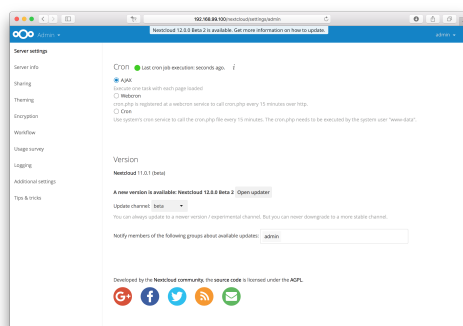 192.168.99.100/nextcloud/settings/admin
Nextcloud 12.0.0 Beta 2 is available. Get more information on how to update.
Admin
admin
Server settings
Server info
Sharing
Theming
Encryption
Workflow
Usage survey
Logging
Additional settings
Tips & tricks
Cron Last cron job execution: seconds ago. i
AJAX
Execute one task with each page loaded
Webcron
cron.php is registered at a webcron service to call cron.php every 15 minutes over http.
Cron
Use system's cron service to call the cron.php file every 15 minutes. The cron.php needs to be executed by the system user "www-data".
Version
Nextcloud 11.0.1 (beta)
A new version is available: Nextcloud 12.0.0 Beta 2 Open updater
Update channel: beta
You can always update to a newer version / experimental channel. But you can never downgrade to a more stable channel.
Notify members of the following groups about available updates: admin
Developed by the Nextcloud community, the source code is licensed under the AGPL.
G+
f